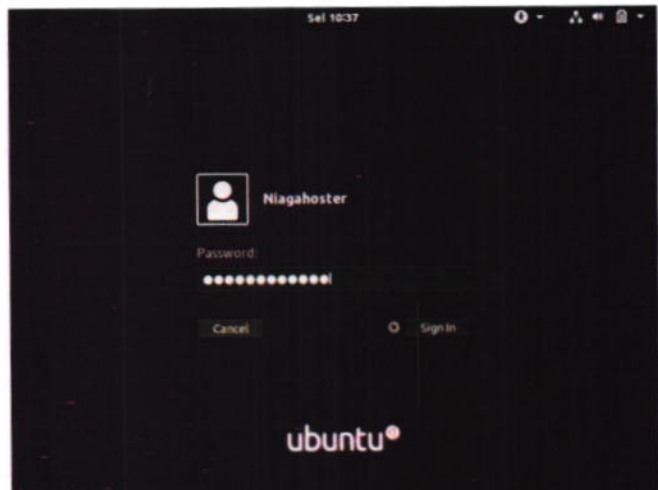 Sel 10:37
Niagahoster
Password:
Cancel
Sign In
ubuntu